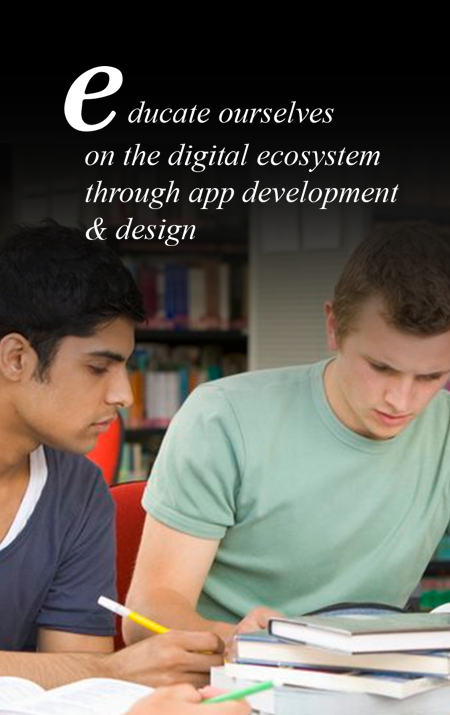 educate ourselves
on the digital ecosystem
through app development
& design